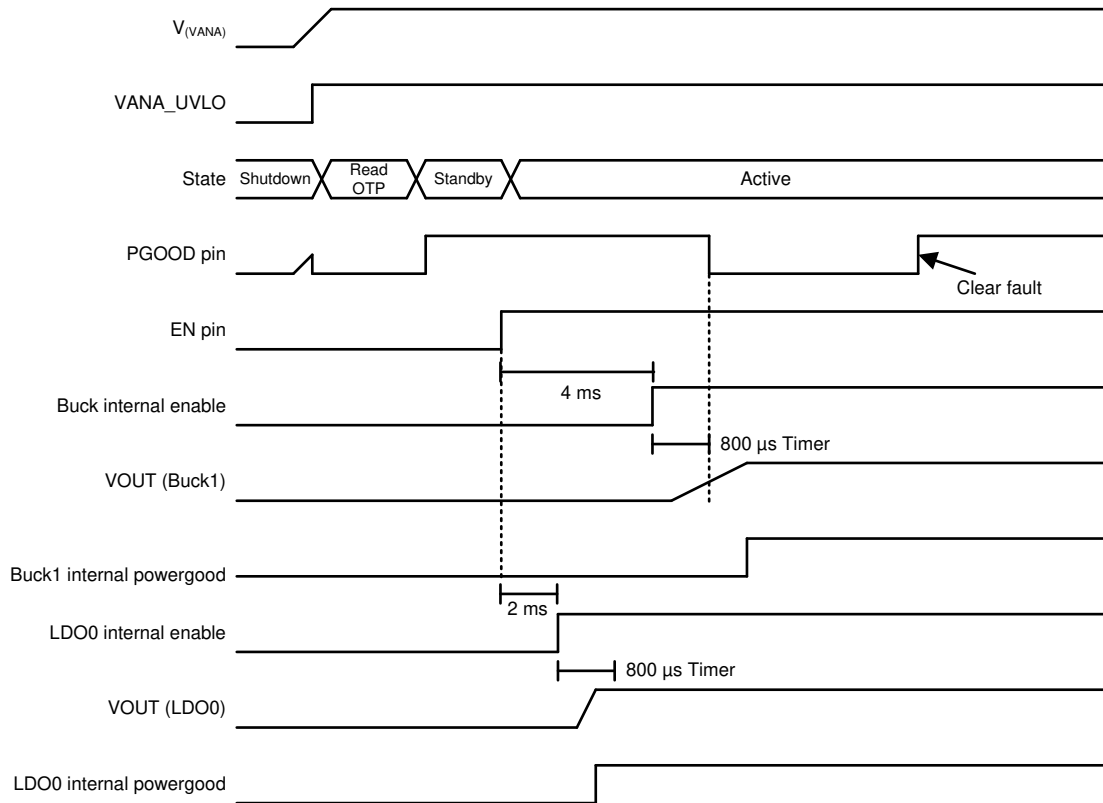 V(VANA)
VANA_UVLO
State
Shutdown
Read
OTP
Standby
Active
PGOOD pin
Clear fault
EN pin
4 ms
Buck internal enable
800 µs Timer
VOUT (Buck1)
Buck1 internal powergood
2 ms
LDO0 internal enable
800 µs Timer
VOUT (LDO0)
LDO0 internal powergood